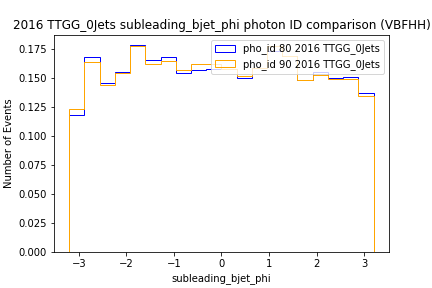 2016 TTGG_0Jets subleading_bjet_phi photon ID comparison (VBFHH)
pho_id 80 2016 TTGG_0Jets
pho_id 90 2016 TTGG_0Jets
Number of Events
0.175
0.150
0.125
0.100
0.075
0.050
0.025
0.000
−3 −2 −1 0 1 2 3
subleading_bjet_phi